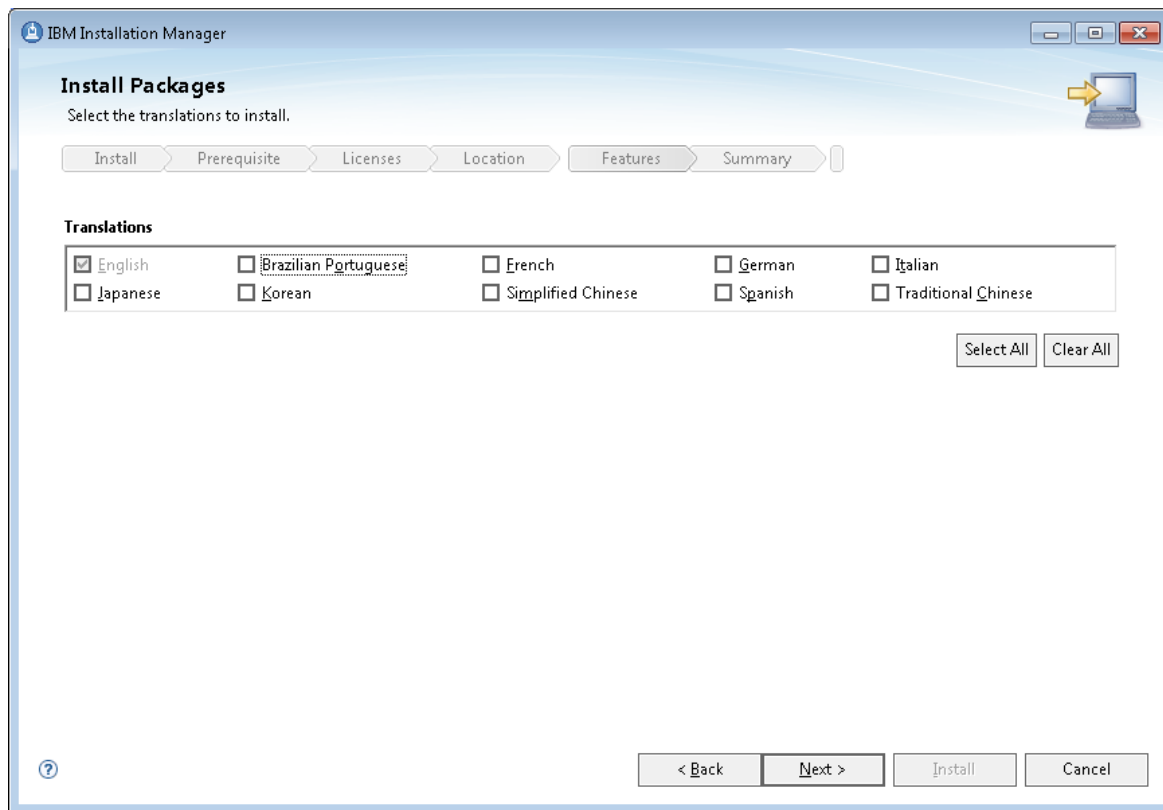 IBM Installation Manager
Install Packages
Select the translations to install.
Install Prerequisite Licenses Location Features Summary
Translations
English Brazilian Portuguese French German Italian
Japanese Korean Simplified Chinese Spanish Traditional Chinese
Select All Clear All
? < Back Next > Install Cancel